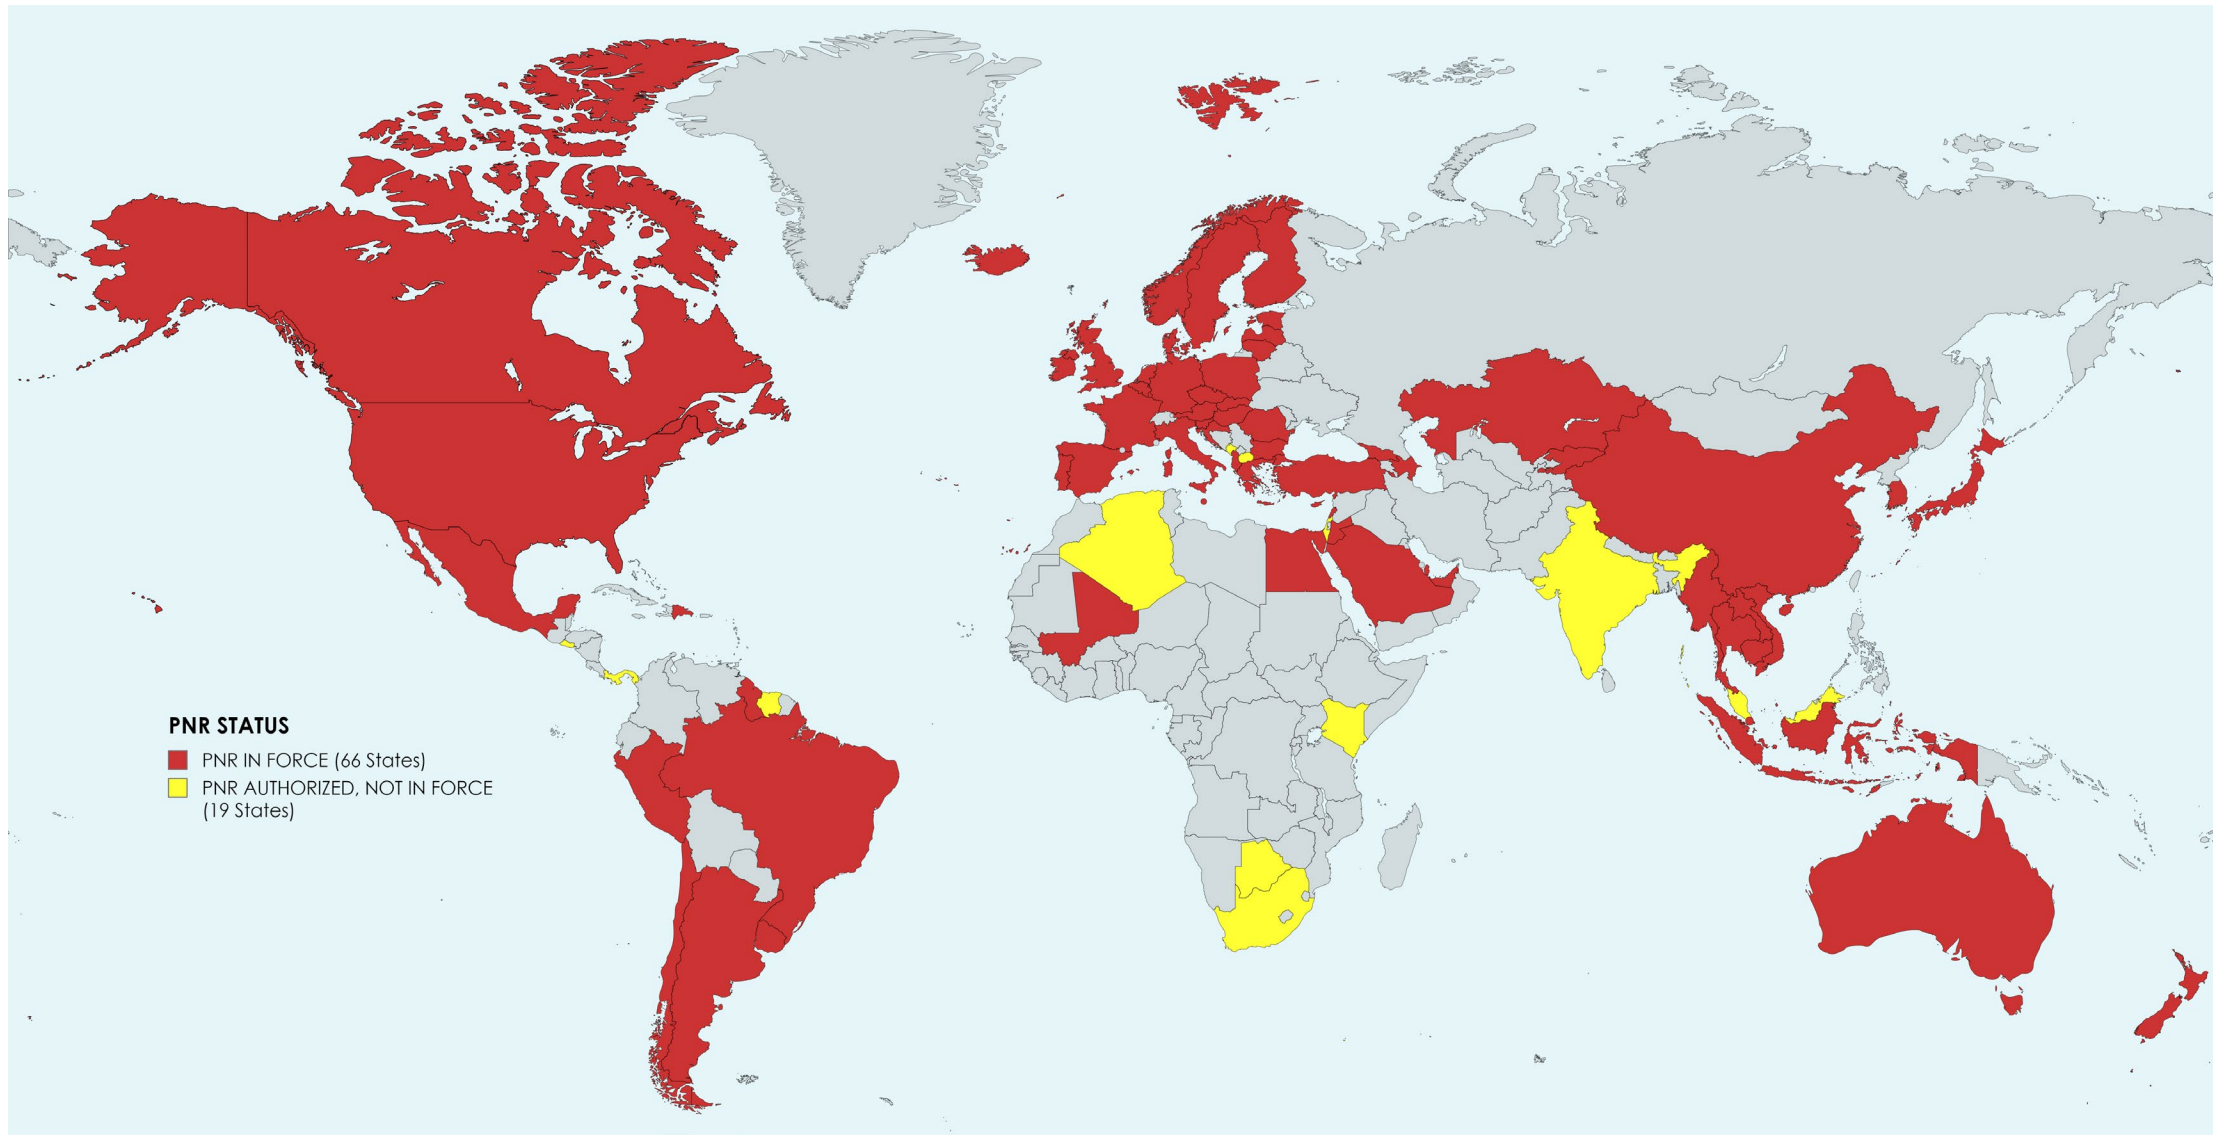 PNR STATUS
PNR IN FORCE (66 States)
PNR AUTHORIZED, NOT IN FORCE
(19 States)